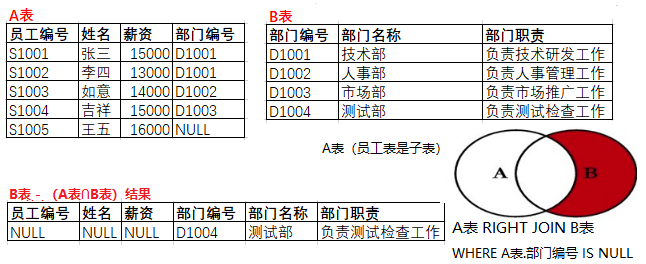 A表
员工编号 姓名 薪资 部门编号
S1001 张三 15000 D1001
S1002 李四 13000 D1001
S1003 如意 14000 D1002
S1004 吉祥 15000 D1003
S1005 王五 16000 NULL
B表
部门编号 部门名称 部门职责
D1001 技术部 负责技术研发工作
D1002 人事部 负责人事管理工作
D1003 市场部 负责市场推广工作
D1004 测试部 负责测试检查工作
A表（员工表是子表）
A B
B表 -（A表∩B表）结果
员工编号 姓名 薪资 部门编号 部门名称 部门职责
NULL NULL NULL D1004 测试部 负责测试检查工作
A表 RIGHT JOIN B表
WHERE A表.部门编号 IS NULL